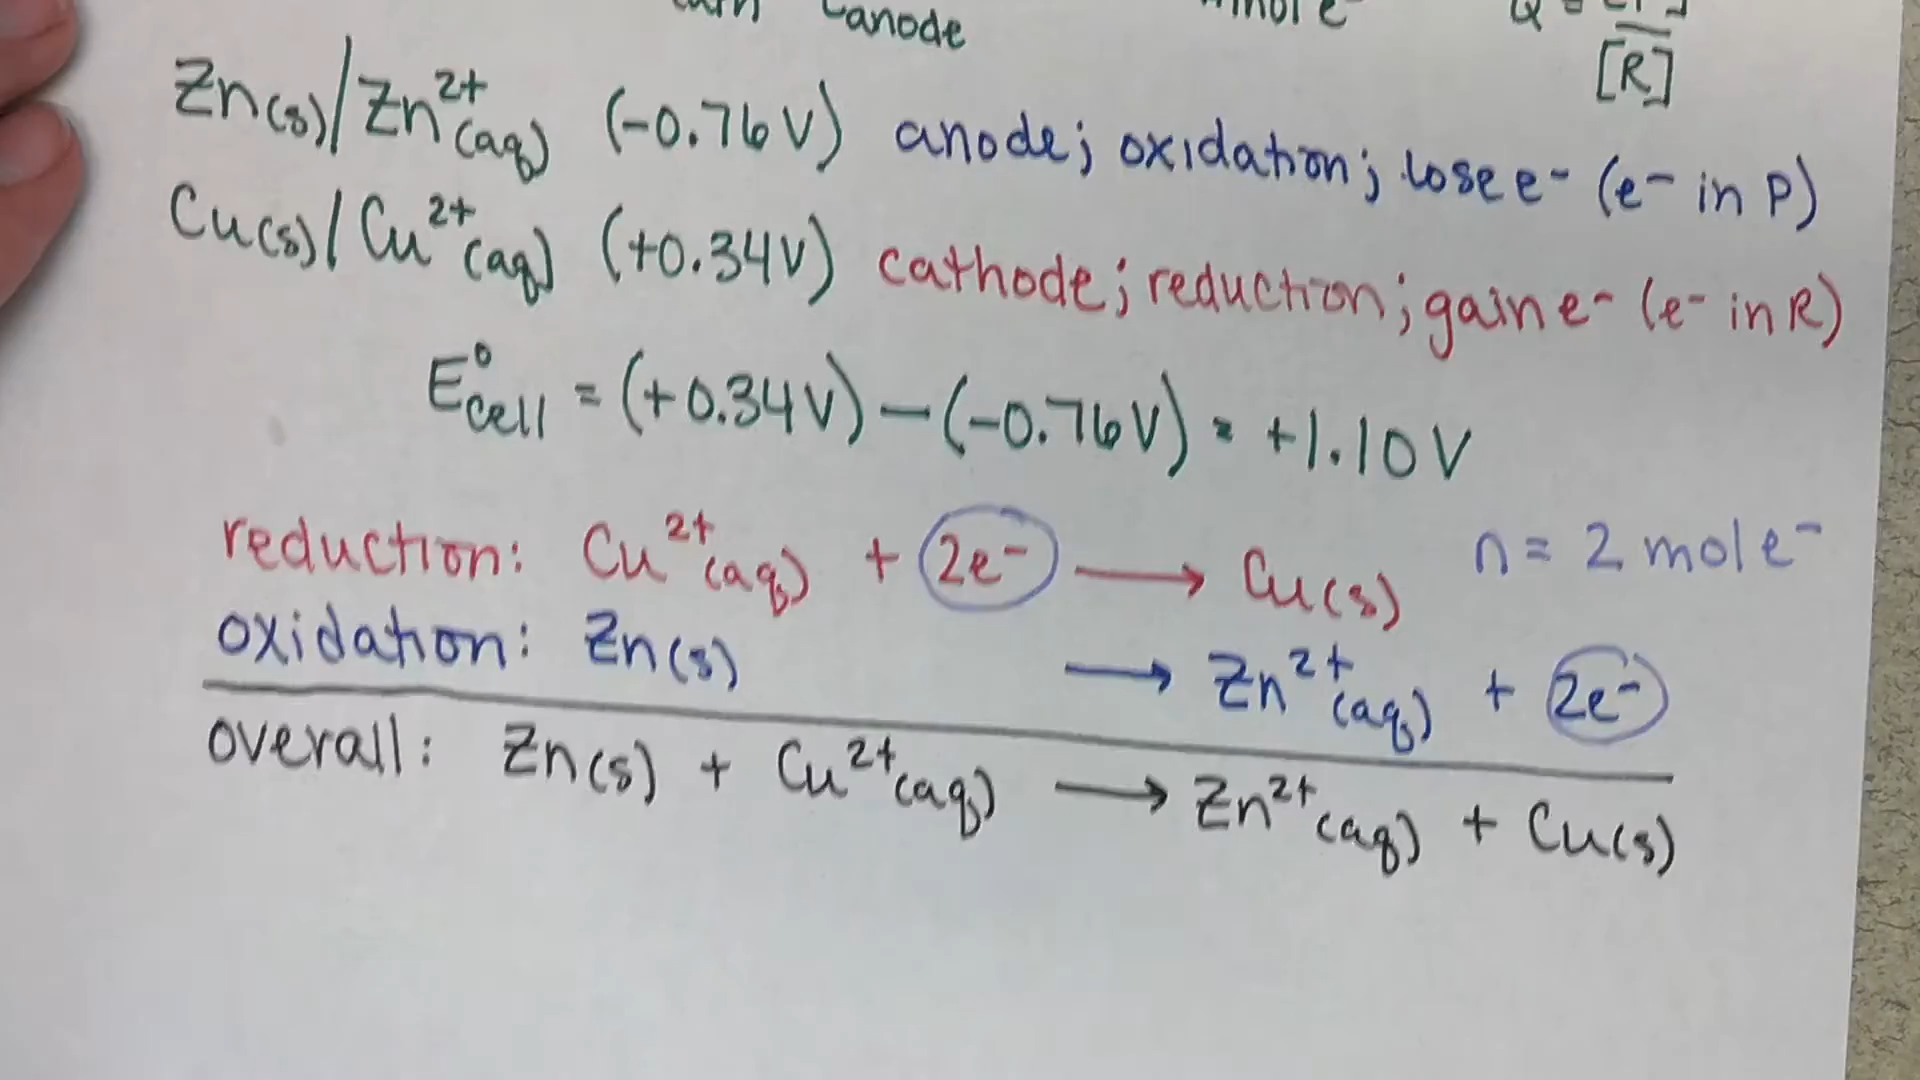 anode
Q =
[R]
Zn(s)/Zn²⁺(aq) (-0.76V) anode; oxidation; lose e⁻ (e⁻ in P)
Cu(s)/Cu²⁺(aq) (+0.34V) cathode; reduction; gain e⁻ (e⁻ in R)
E°cell = (+0.34V) - (-0.76V) = +1.10V
reduction: Cu²⁺(aq) + 2e⁻ → Cu(s) n = 2 mol e⁻
oxidation: Zn(s) → Zn²⁺(aq) + 2e⁻
overall: Zn(s) + Cu²⁺(aq) → Zn²⁺(aq) + Cu(s)